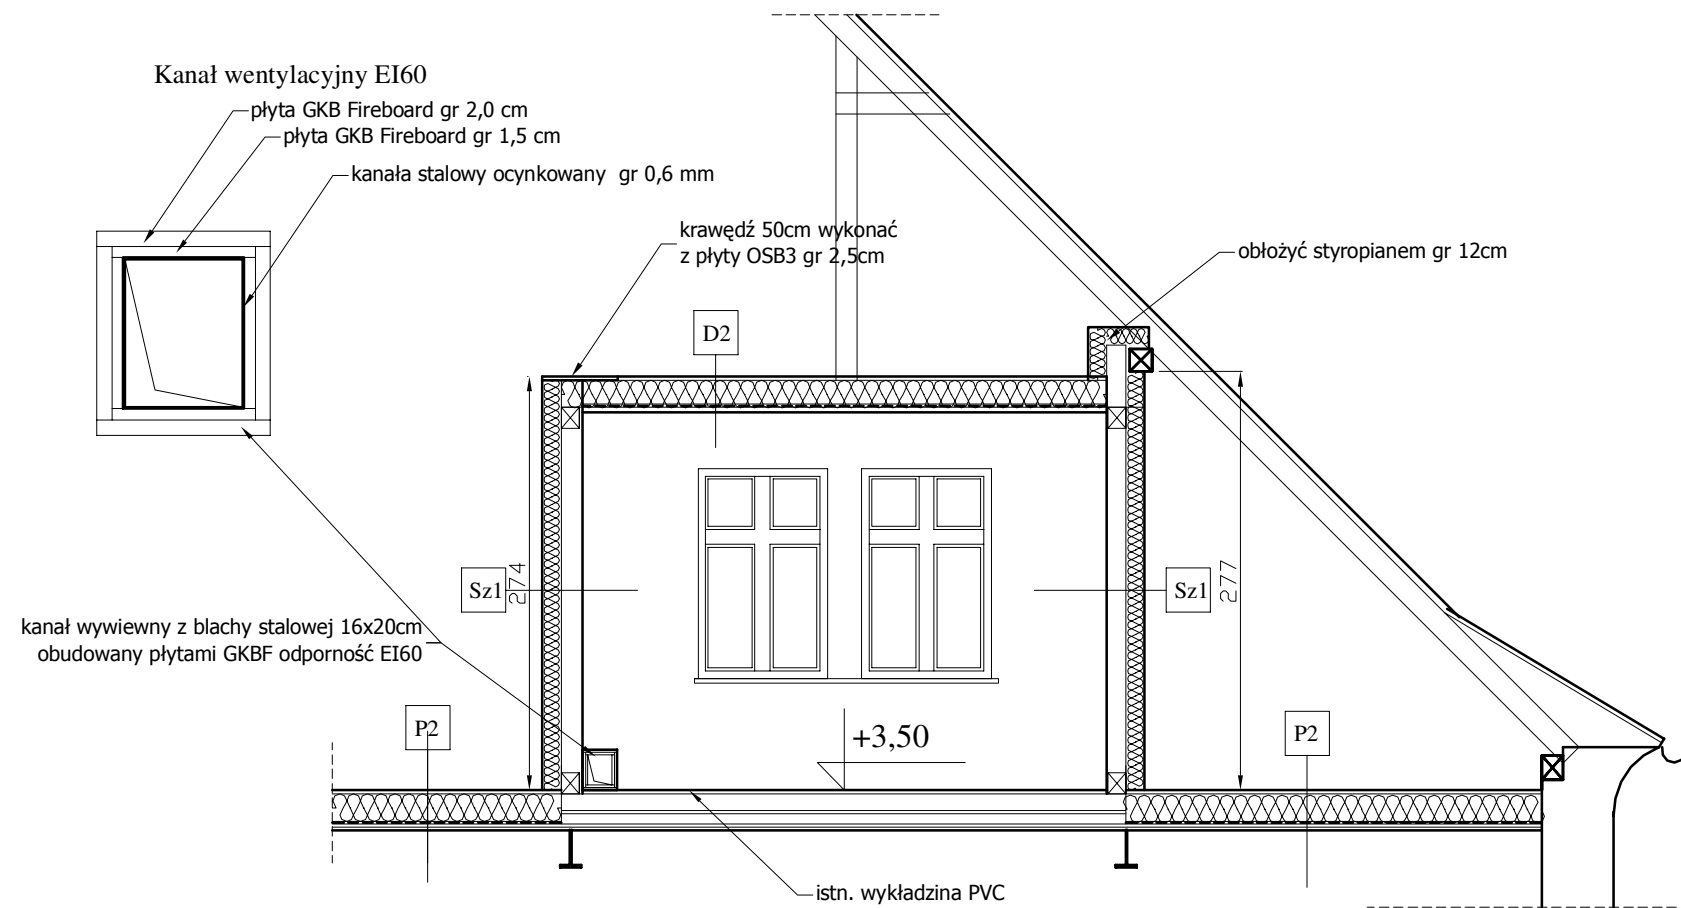 Kanał wentylacyjny EI60
płyta GKB Fireboard gr 2,0 cm
płyta GKB Fireboard gr 1,5 cm
kanała stalowy ocynkowany gr 0,6 mm
krawędź 50cm wykonać
z płyty OSB3 gr 2,5cm
obłożyć styropianem gr 12cm
D2
Sz1
274
Sz1
277
kanał wywiewny z blachy stalowej 16x20cm
obudowany płytami GKBF odporność EI60
P2
+3,50
P2
istn. wykładzina PVC